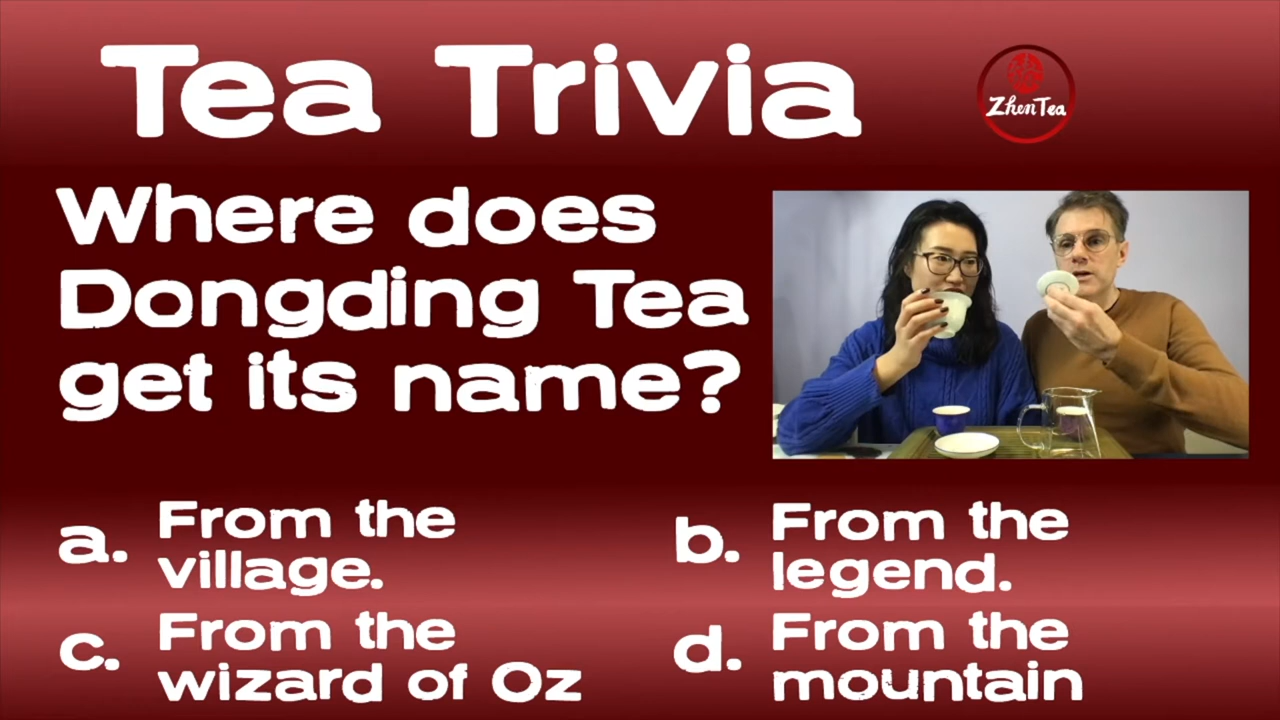 Tea Trivia
ZhenTea
Where does
Dongding Tea
get its name?
a. From the
village.
b. From the
legend.
c. From the
wizard of Oz
d. From the
mountain